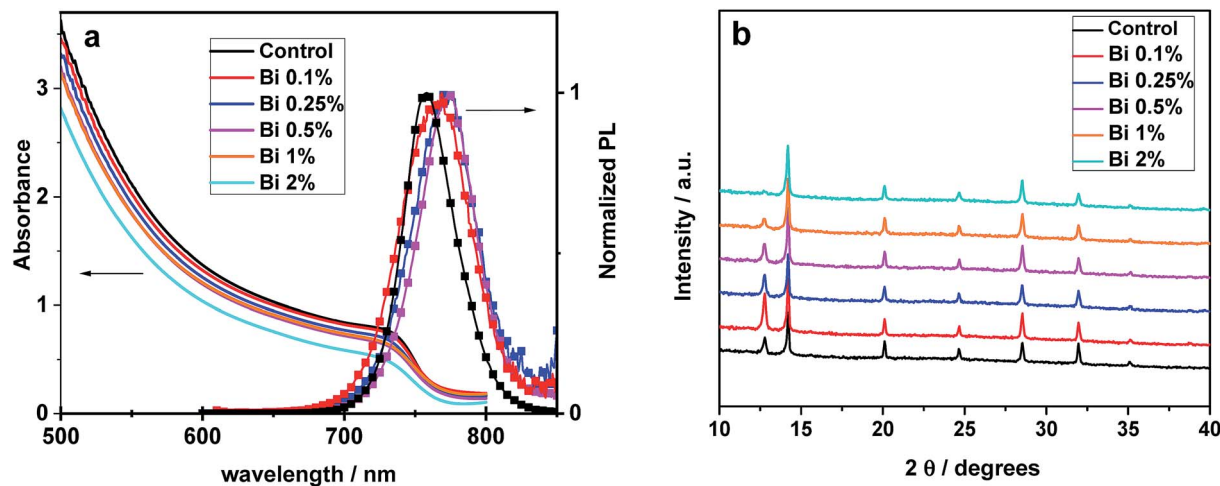 a
Control
Bi 0.1%
Bi 0.25%
Bi 0.5%
Bi 1%
Bi 2%
Absorbance
3
2
1
0
500
600
700
800
wavelength / nm
1
0
Normalized PL
b
Control
Bi 0.1%
Bi 0.25%
Bi 0.5%
Bi 1%
Bi 2%
Intensity / a.u.
10
15
20
25
30
35
40
2 θ / degrees